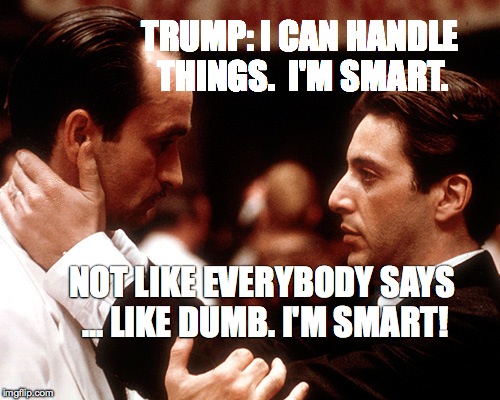 TRUMP: I CAN HANDLE
THINGS.  I'M SMART.
NOT LIKE EVERYBODY SAYS
... LIKE DUMB. I'M SMART!
imgflip.com